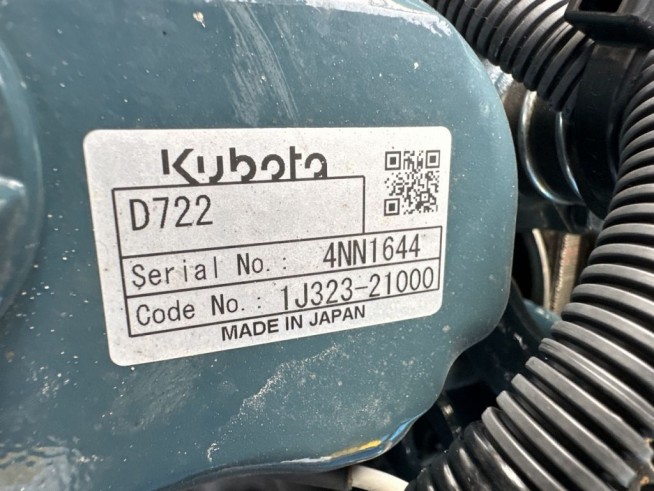 Kubota
D722
Serial No.: 4NN1644
Code No.: 1J323-21000
MADE IN JAPAN